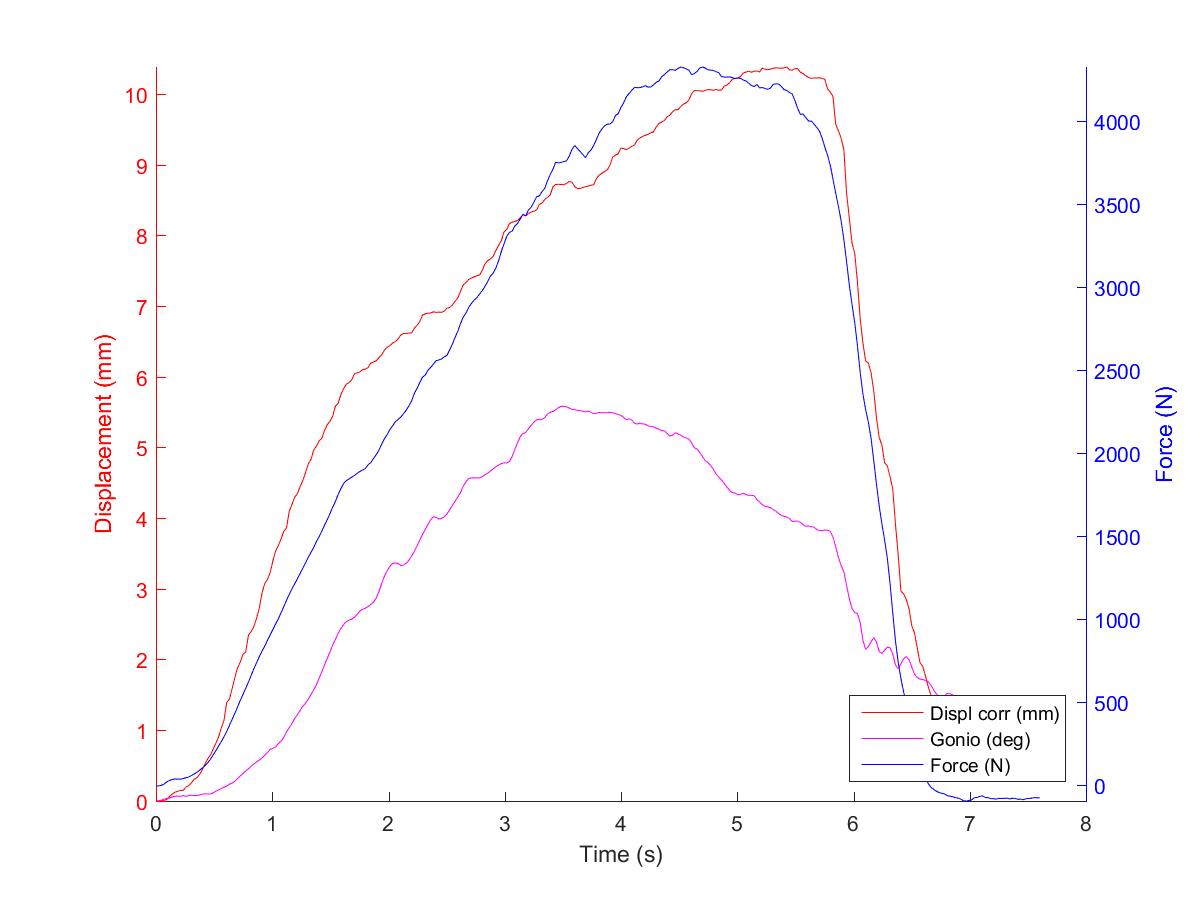 10
9
8
7
6
5
4
3
2
1
0
Displacement (mm)
4000
3500
3000
2500
2000
1500
1000
500
0
Force (N)
Displ corr (mm)
Gonio (deg)
Force (N)
0 1 2 3 4 5 6 7 8
Time (s)